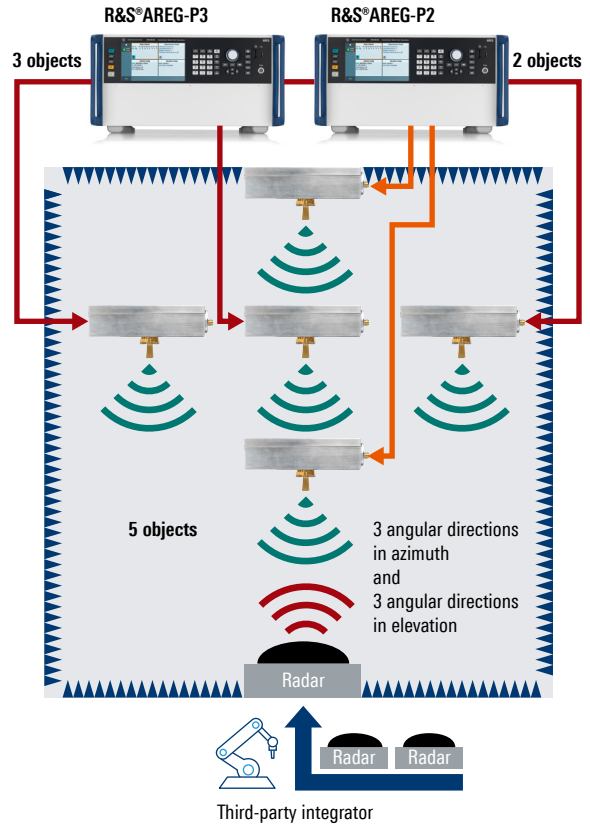 R&S®AREG-P3
R&S®AREG-P2
3 objects
2 objects
5 objects
3 angular directions
in azimuth
and
3 angular directions
in elevation
Radar
Radar
Radar
Third-party integrator